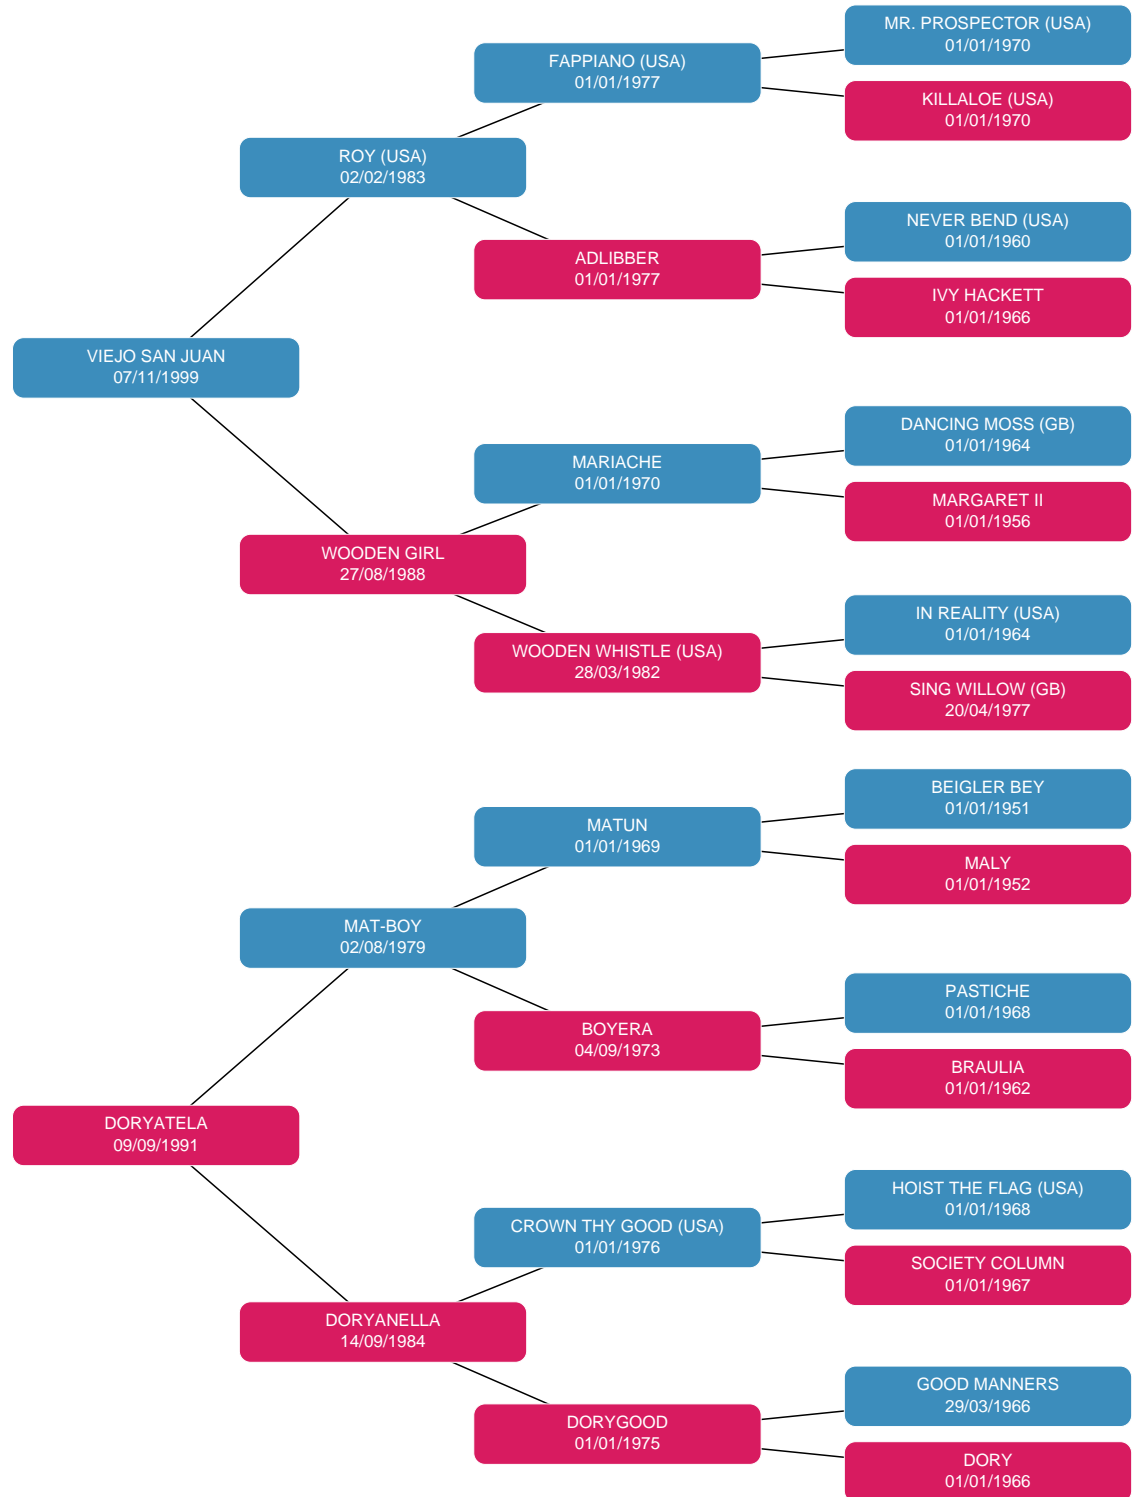 MR. PROSPECTOR (USA)
01/01/1970
FAPPIANO (USA)
01/01/1977
KILLALOE (USA)
01/01/1970
ROY (USA)
02/02/1983
NEVER BEND (USA)
01/01/1960
ADLIBBER
01/01/1977
IVY HACKETT
01/01/1966
VIEJO SAN JUAN
07/11/1999
DANCING MOSS (GB)
01/01/1964
MARIACHE
01/01/1970
MARGARET II
01/01/1956
WOODEN GIRL
27/08/1988
IN REALITY (USA)
01/01/1964
WOODEN WHISTLE (USA)
28/03/1982
SING WILLOW (GB)
20/04/1977
BEIGLER BEY
01/01/1951
MATUN
01/01/1969
MALY
01/01/1952
MAT-BOY
02/08/1979
PASTICHE
01/01/1968
BOYERA
04/09/1973
BRAULIA
01/01/1962
DORYATELA
09/09/1991
HOIST THE FLAG (USA)
01/01/1968
CROWN THY GOOD (USA)
01/01/1976
SOCIETY COLUMN
01/01/1967
DORYANELLA
14/09/1984
GOOD MANNERS
29/03/1966
DORYGOOD
01/01/1975
DORY
01/01/1966